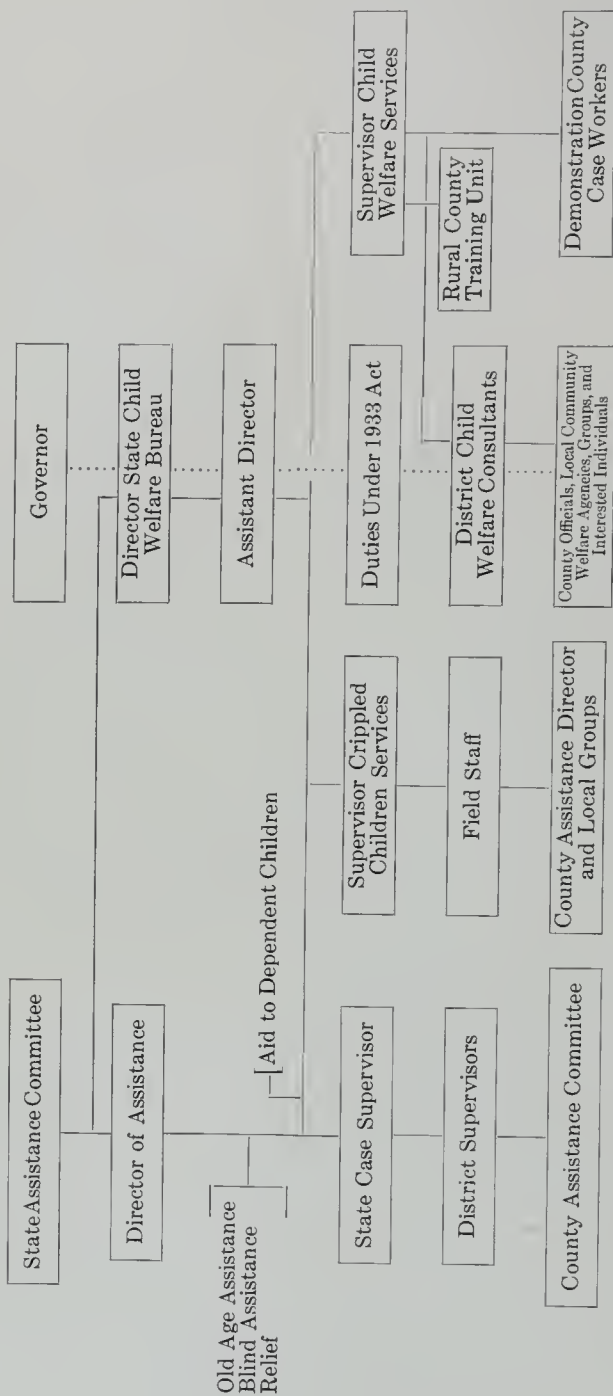 State Assistance Committee
Governor
Director of Assistance
Director State Child
Welfare Bureau
Old Age Assistance
Blind Assistance
Relief
Aid to Dependent Children
Assistant Director
State Case Supervisor
Supervisor Crippled
Children Services
Duties Under 1933 Act
Supervisor Child
Welfare Services
Rural County
Training Unit
District Supervisors
Field Staff
District Child
Welfare Consultants
County Assistance Committee
County Assistance Director
and Local Groups
County Officials, Local Community
Welfare Agencies, Groups, and
Interested Individuals
Demonstration County
Case Workers